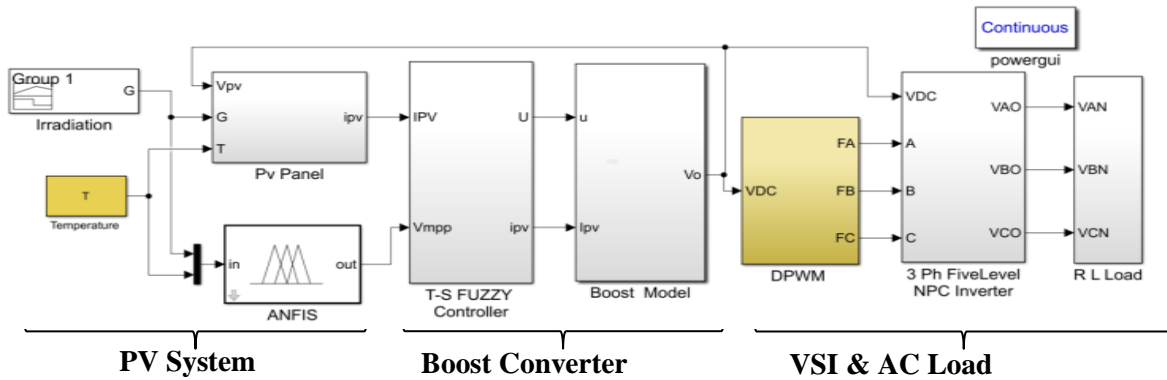 Continuous
powergui
Group 1
G
Irradiation
T
Temperature
Vpv
G
T
ipv
Pv Panel
in
out
ANFIS
IPV
Vmpp
U
ipv
T-S FUZZY
Controller
u
Ipv
Vo
Boost Model
VDC
FA
FB
FC
DPWM
VDC
A
B
C
VAO
VBO
VCO
3 Ph FiveLevel
NPC Inverter
VAN
VBN
VCN
R L Load
PV System
Boost Converter
VSI & AC Load